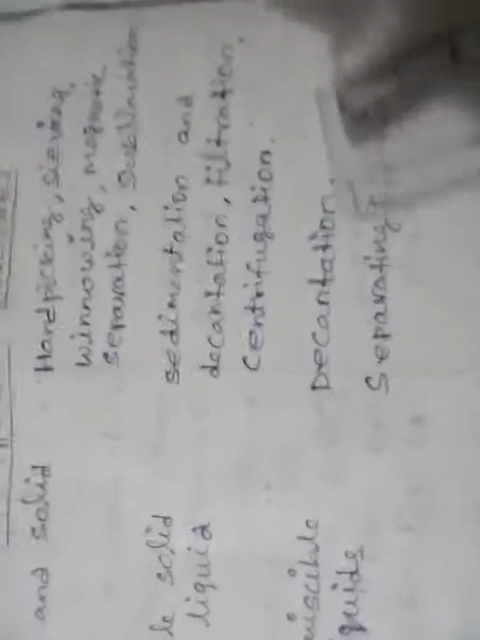 and solid
Handpicking, sieving,
winnowing, magnetic
separation, sublimation
le solid
liquid
sedimentation and
decantation, filtration,
Centrifugation.
miscible
quids
Decantation,
Separating